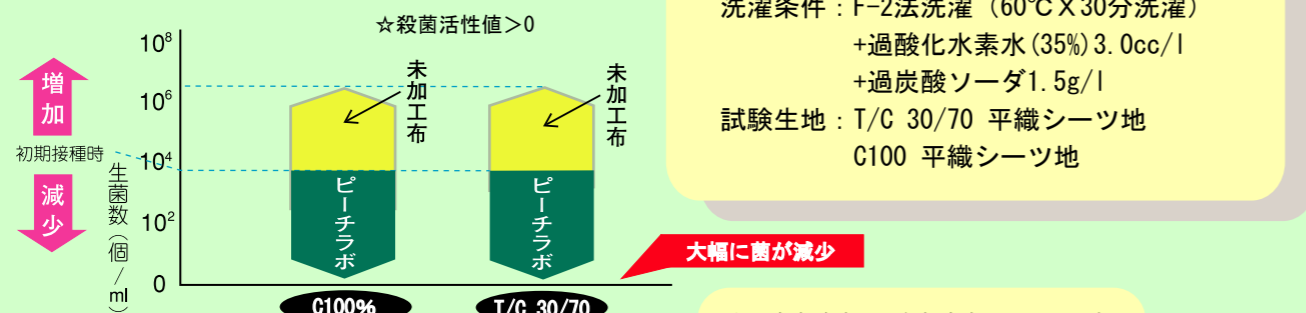 ☆殺菌活性値>0
10⁸
10⁶
10⁴
10²
0
増加
初期接種時
減少
生菌数(個/ml)
未加工布
未加工布
ピーチラボ
ピーチラボ
C100%
T/C 30/70
大幅に菌が減少
洗濯条件:F-2法洗濯(60℃X30分洗濯)
+過酸化水素水(35%)3.0cc/l
+過炭酸ソーダ1.5g/l
試験生地:T/C 30/70 平織シーツ地
C100 平織シーツ地